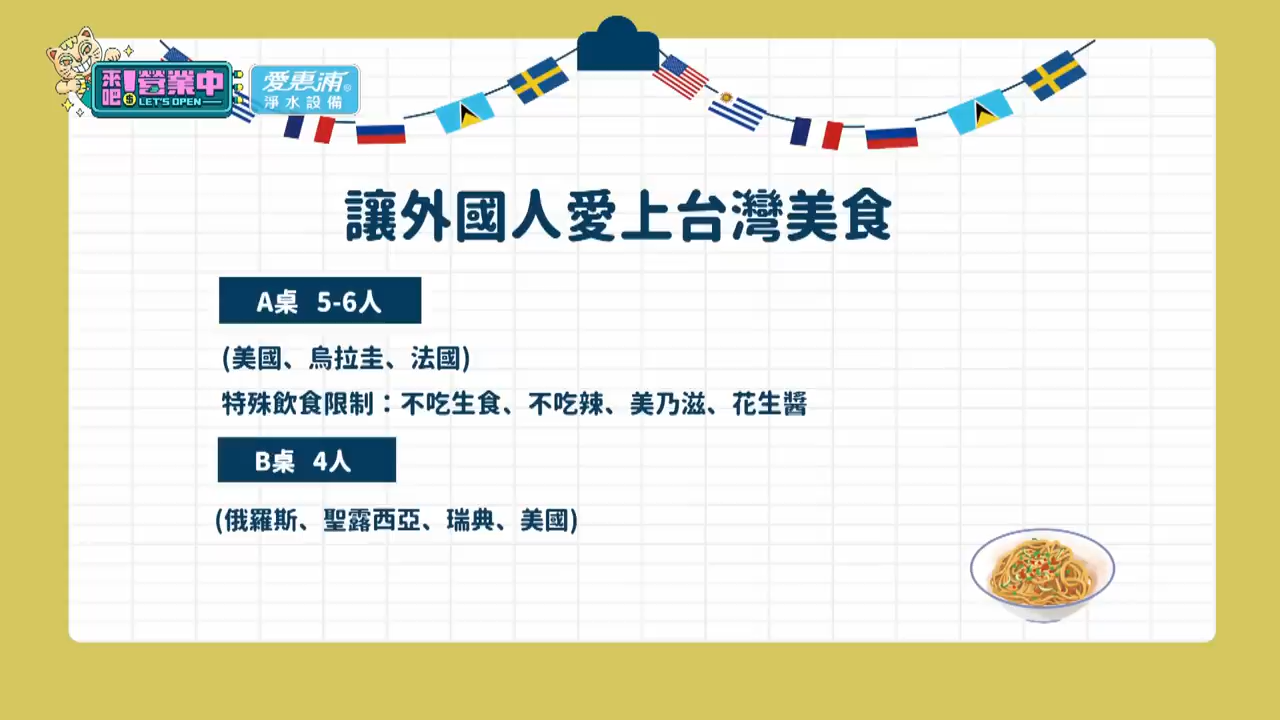 來吧!營業中
LET'S OPEN
愛惠浦®
淨水設備
讓外國人愛上台灣美食
A桌 5-6人
(美國、烏拉圭、法國)
特殊飲食限制：不吃生食、不吃辣、美乃滋、花生醬
B桌 4人
(俄羅斯、聖露西亞、瑞典、美國)